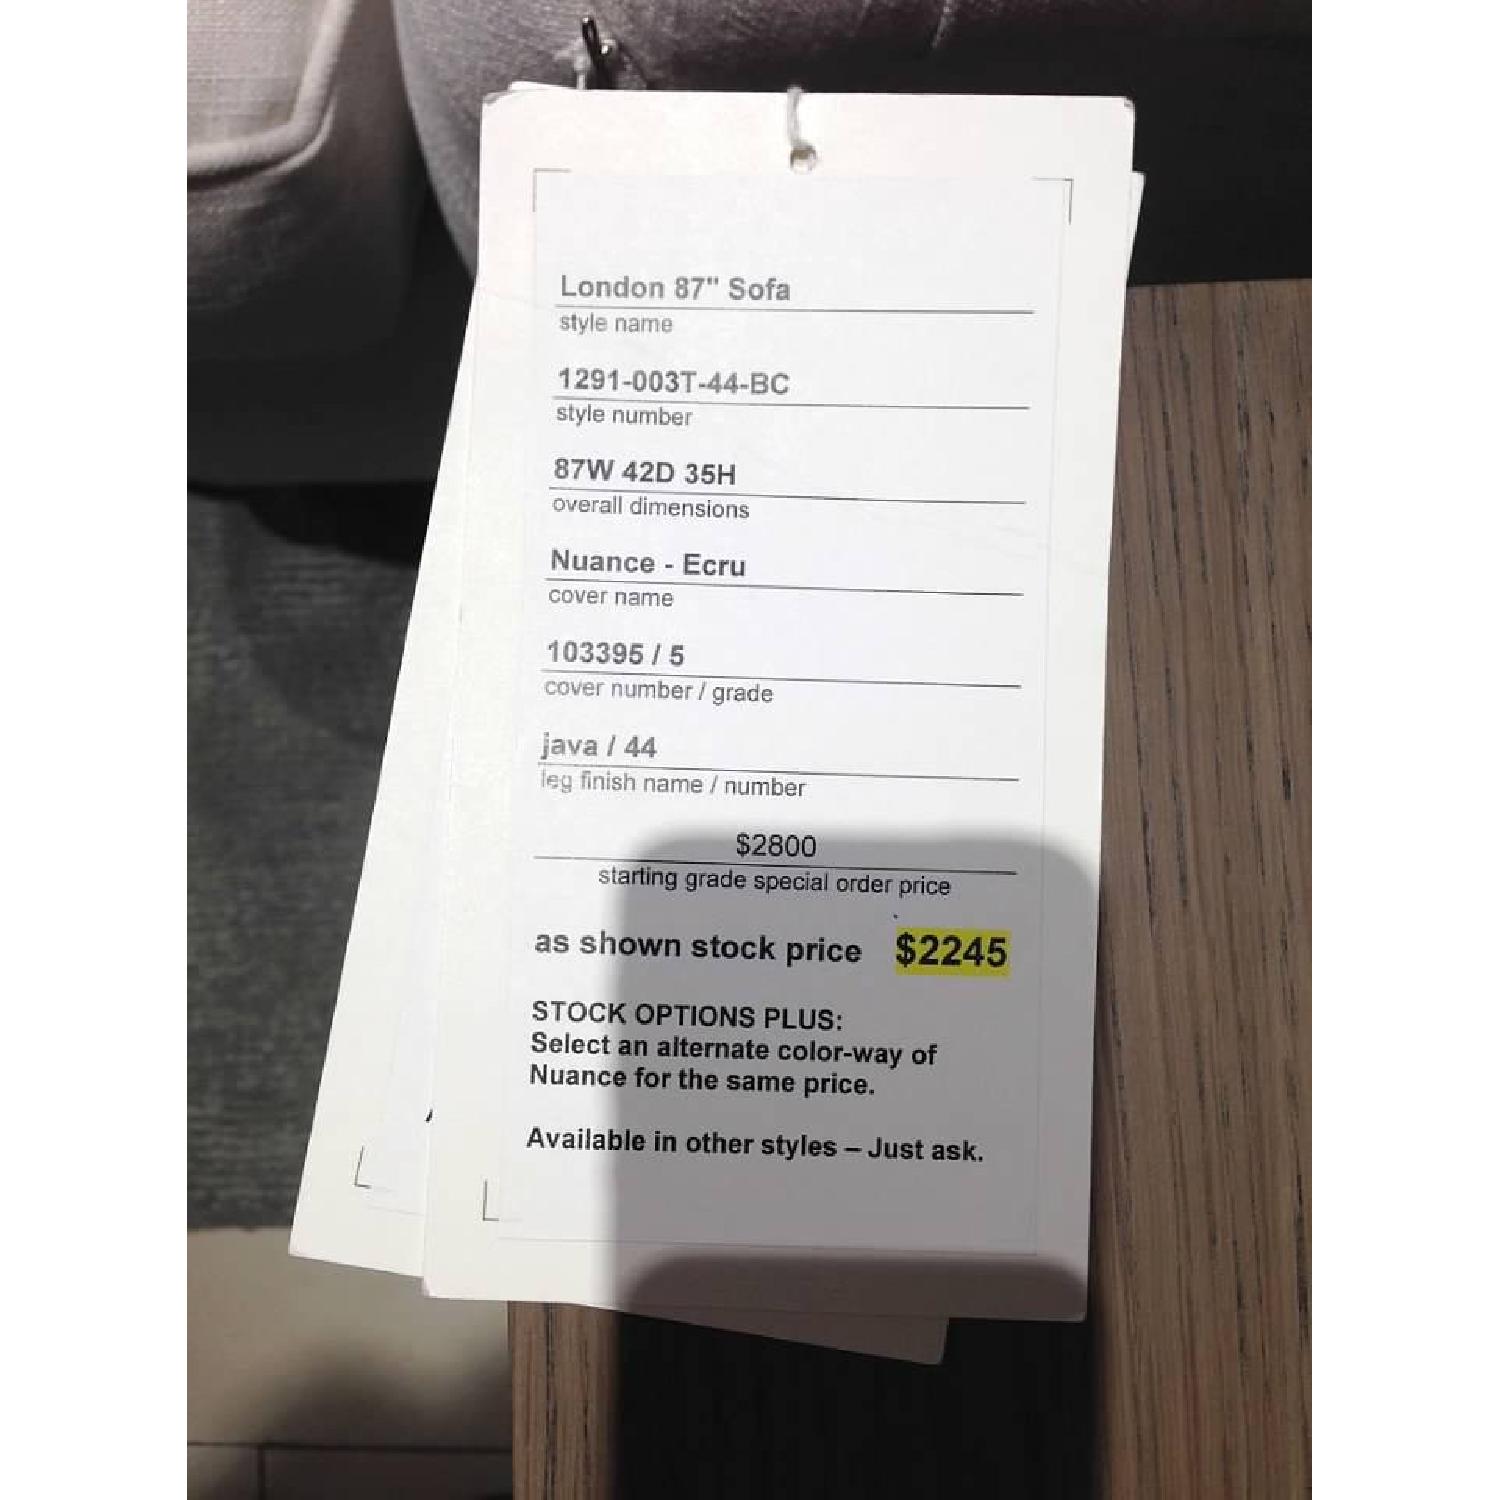 London 87" Sofa
style name
1291-003T-44-BC
style number
87W 42D 35H
overall dimensions
Nuance - Ecru
cover name
103395 / 5
cover number / grade
java / 44
leg finish name / number
$2800
starting grade special order price
as shown stock price $2245
STOCK OPTIONS PLUS:
Select an alternate color-way of
Nuance for the same price.
Available in other styles – Just ask.